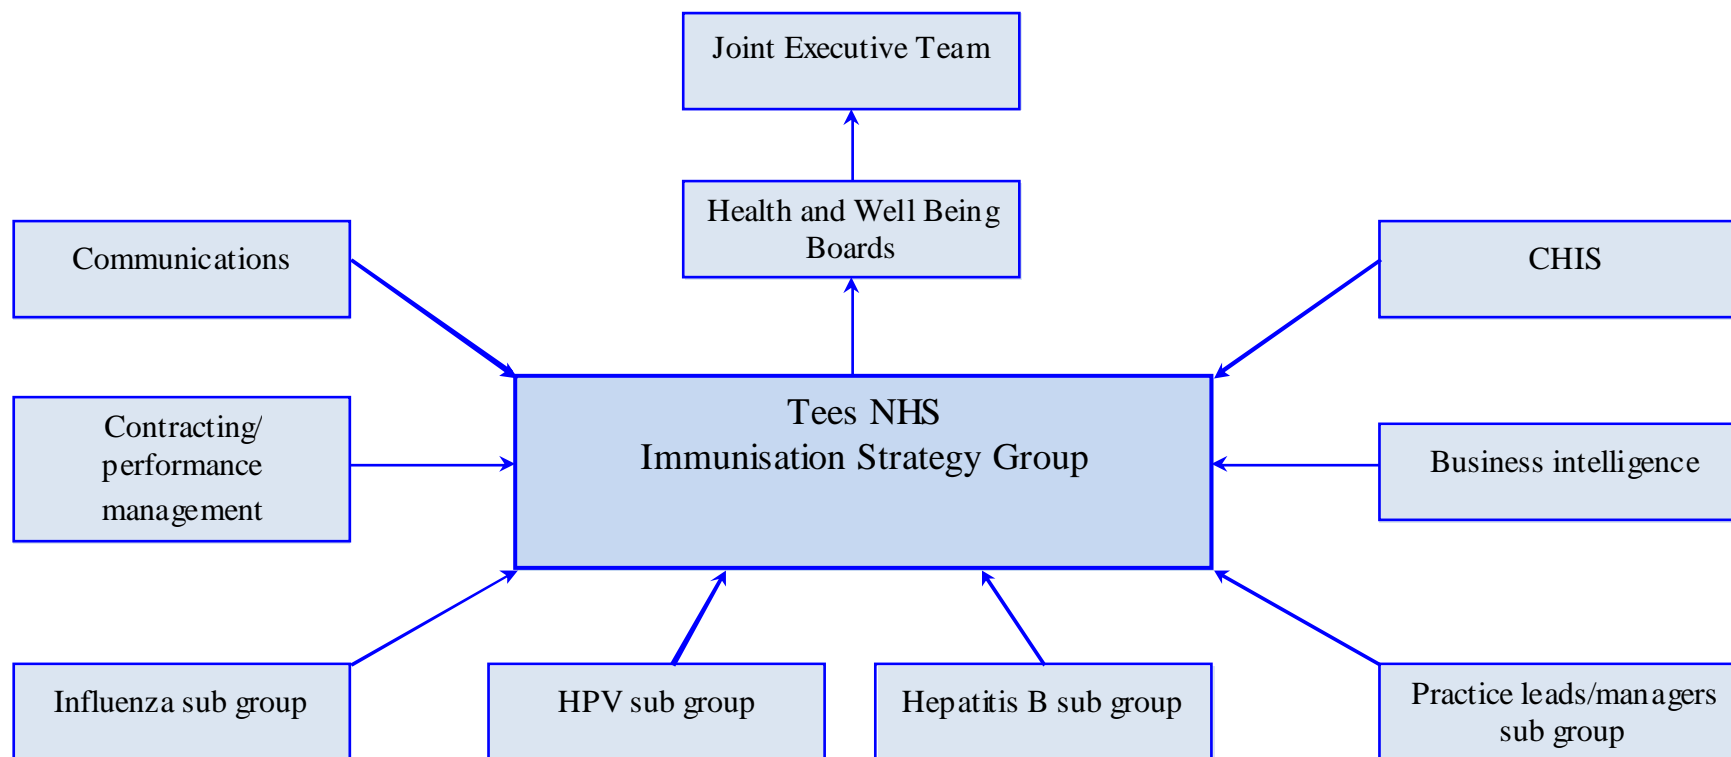 Joint Executive Team
Health and Well Being
Boards
Communications
CHIS
Tees NHS
Immunisation Strategy Group
Contracting/
performance
management
Business intelligence
Influenza sub group
HPV sub group
Hepatitis B sub group
Practice leads/managers
sub group